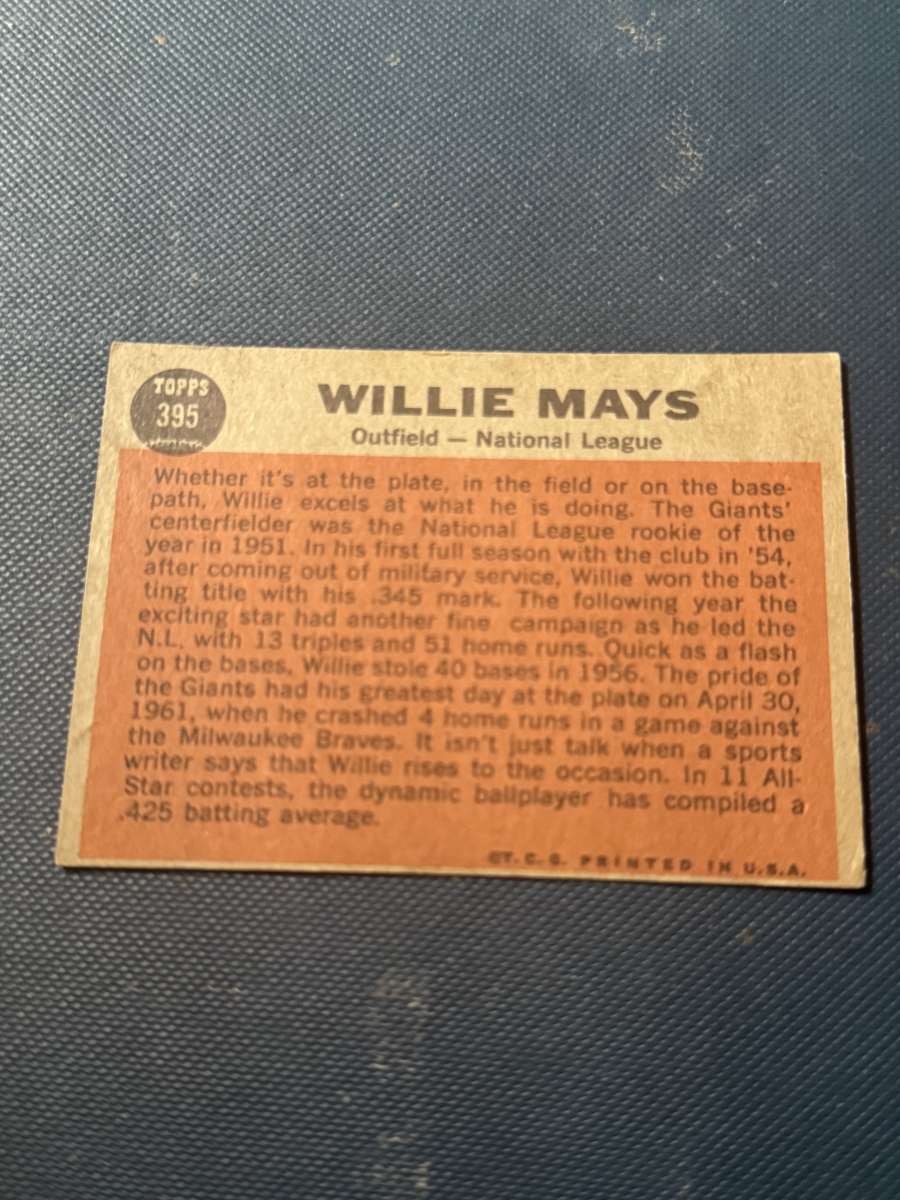 TOPPS
395
WILLIE MAYS
Outfield — National League
Whether it's at the plate, in the field or on the base-
path, Willie excels at what he is doing. The Giants'
centerfielder was the National League rookie of the
year in 1951. In his first full season with the club in '54,
after coming out of military service, Willie won the bat-
ting title with his .345 mark. The following year the
exciting star had another fine campaign as he led the
N.L. with 13 triples and 51 home runs. Quick as a flash
on the bases, Willie stole 40 bases in 1956. The pride of
the Giants had his greatest day at the plate on April 30,
1961, when he crashed 4 home runs in a game against
the Milwaukee Braves. It isn't just talk when a sports
writer says that Willie rises to the occasion. In 11 All-
Star contests, the dynamic ballplayer has compiled a
.425 batting average.
©T. C. G. PRINTED IN U.S.A.